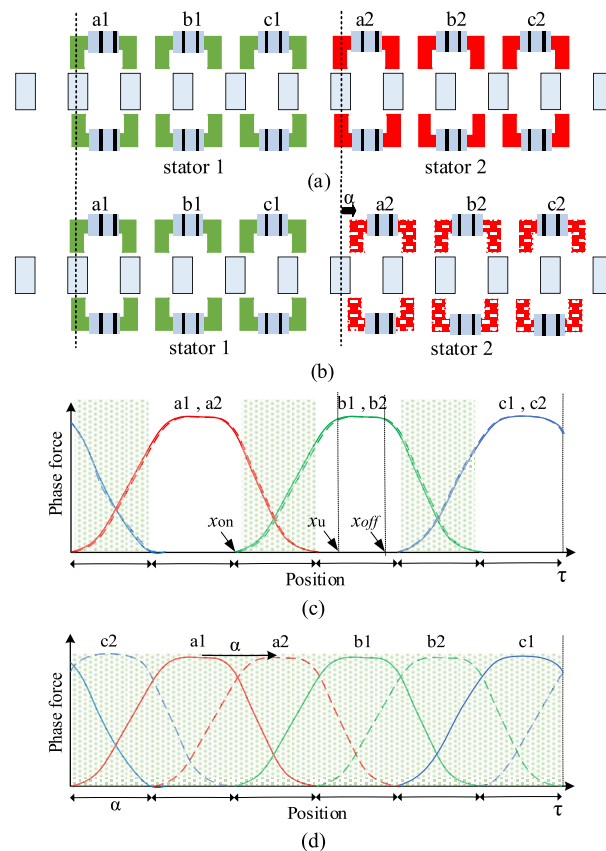 a1 b1 c1 a2 b2 c2
stator 1 stator 2
(a)
α
a1 b1 c1 a2 b2 c2
stator 1 stator 2
(b)
Phase force
a1 , a2 b1, b2 c1 , c2
xon xu xoff
Position τ
(c)
Phase force
c2 a1 α a2 b1 b2 c1
α Position τ
(d)